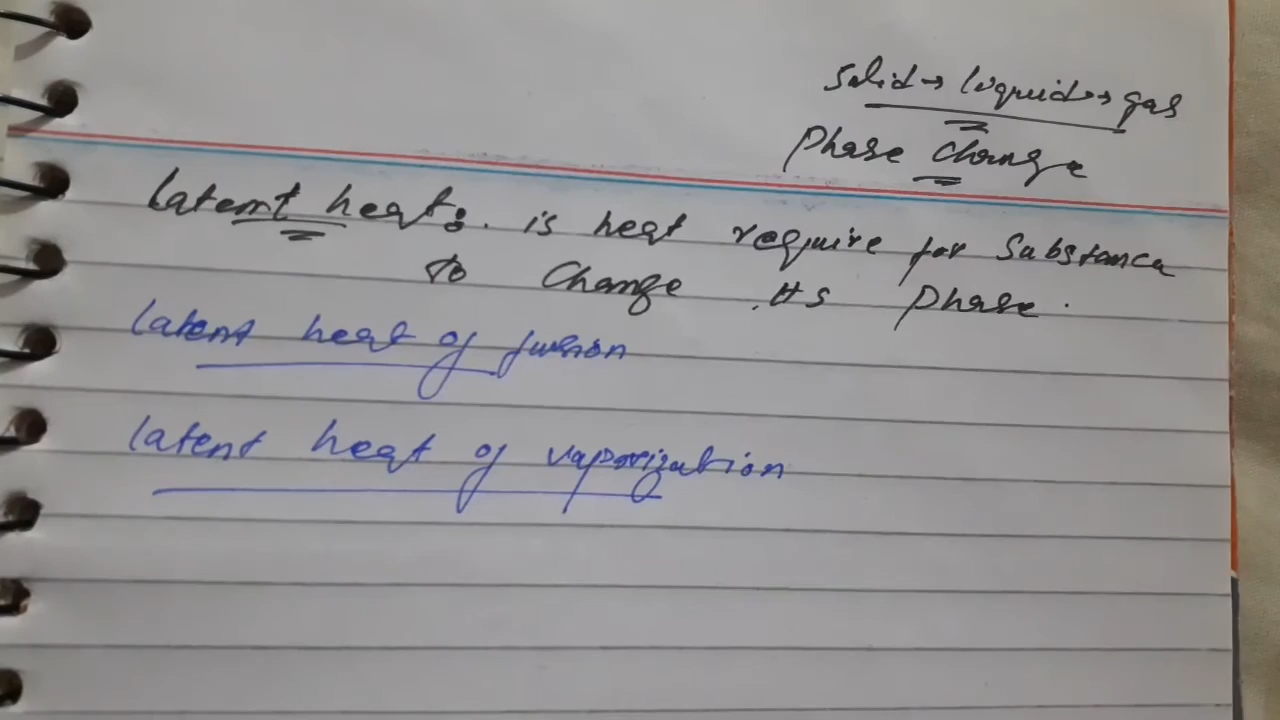 solid → liquid → gas
Phase change
latent heat: is heat require for Substance
to Change its phase.
latent heat of fusion
latent heat of vaporization